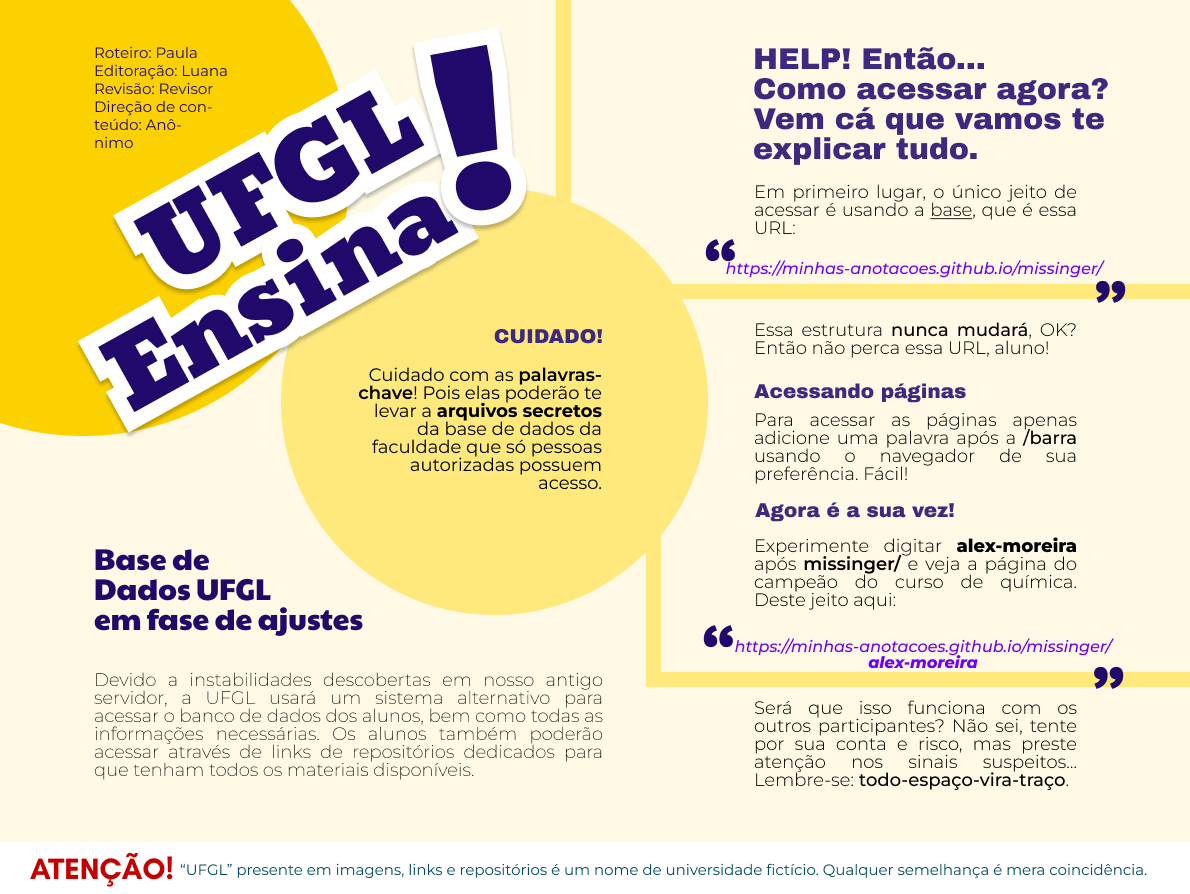 Roteiro: Paula
Editoração: Luana
Revisão: Revisor
Direção de con-
teúdo: Anô-
nimo
UFGL
Ensina!
CUIDADO!
Cuidado com as palavras-
chave! Pois elas poderão te
levar a arquivos secretos
da base de dados da
faculdade que só pessoas
autorizadas possuem
acesso.
Base de
Dados UFGL
em fase de ajustes
Devido a instabilidades descobertas em nosso antigo
servidor, a UFGL usará um sistema alternativo para
acessar o banco de dados dos alunos, bem como todas as
informações necessárias. Os alunos também poderão
acessar através de links de repositórios dedicados para
que tenham todos os materiais disponíveis.
HELP! Então...
Como acessar agora?
Vem cá que vamos te
explicar tudo.
Em primeiro lugar, o único jeito de
acessar é usando a base, que é essa
URL:
“https://minhas-anotacoes.github.io/missinger/”
Essa estrutura nunca mudará, OK?
Então não perca essa URL, aluno!
Acessando páginas
Para acessar as páginas apenas
adicione uma palavra após a /barra
usando o navegador de sua
preferência. Fácil!
Agora é a sua vez!
Experimente digitar alex-moreira
após missinger/ e veja a página do
campeão do curso de química.
Deste jeito aqui:
“https://minhas-anotacoes.github.io/missinger/
alex-moreira”
Será que isso funciona com os
outros participantes? Não sei, tente
por sua conta e risco, mas preste
atenção nos sinais suspeitos...
Lembre-se: todo-espaço-vira-traço.
ATENÇÃO! “UFGL” presente em imagens, links e repositórios é um nome de universidade fictício. Qualquer semelhança é mera coincidência.